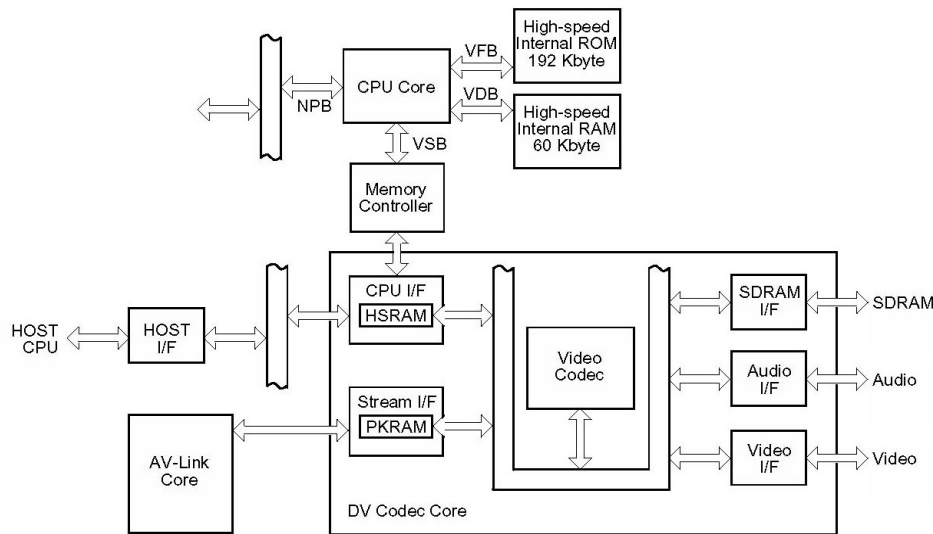 High-speed
Internal ROM
192 Kbyte
VFB
CPU Core
NPB
VDB
High-speed
Internal RAM
60 Kbyte
VSB
Memory
Controller
CPU I/F
HSRAM
SDRAM
I/F
SDRAM
HOST
CPU
HOST
I/F
Video
Codec
Audio
I/F
Audio
Stream I/F
PKRAM
AV-Link
Core
Video
I/F
Video
DV Codec Core